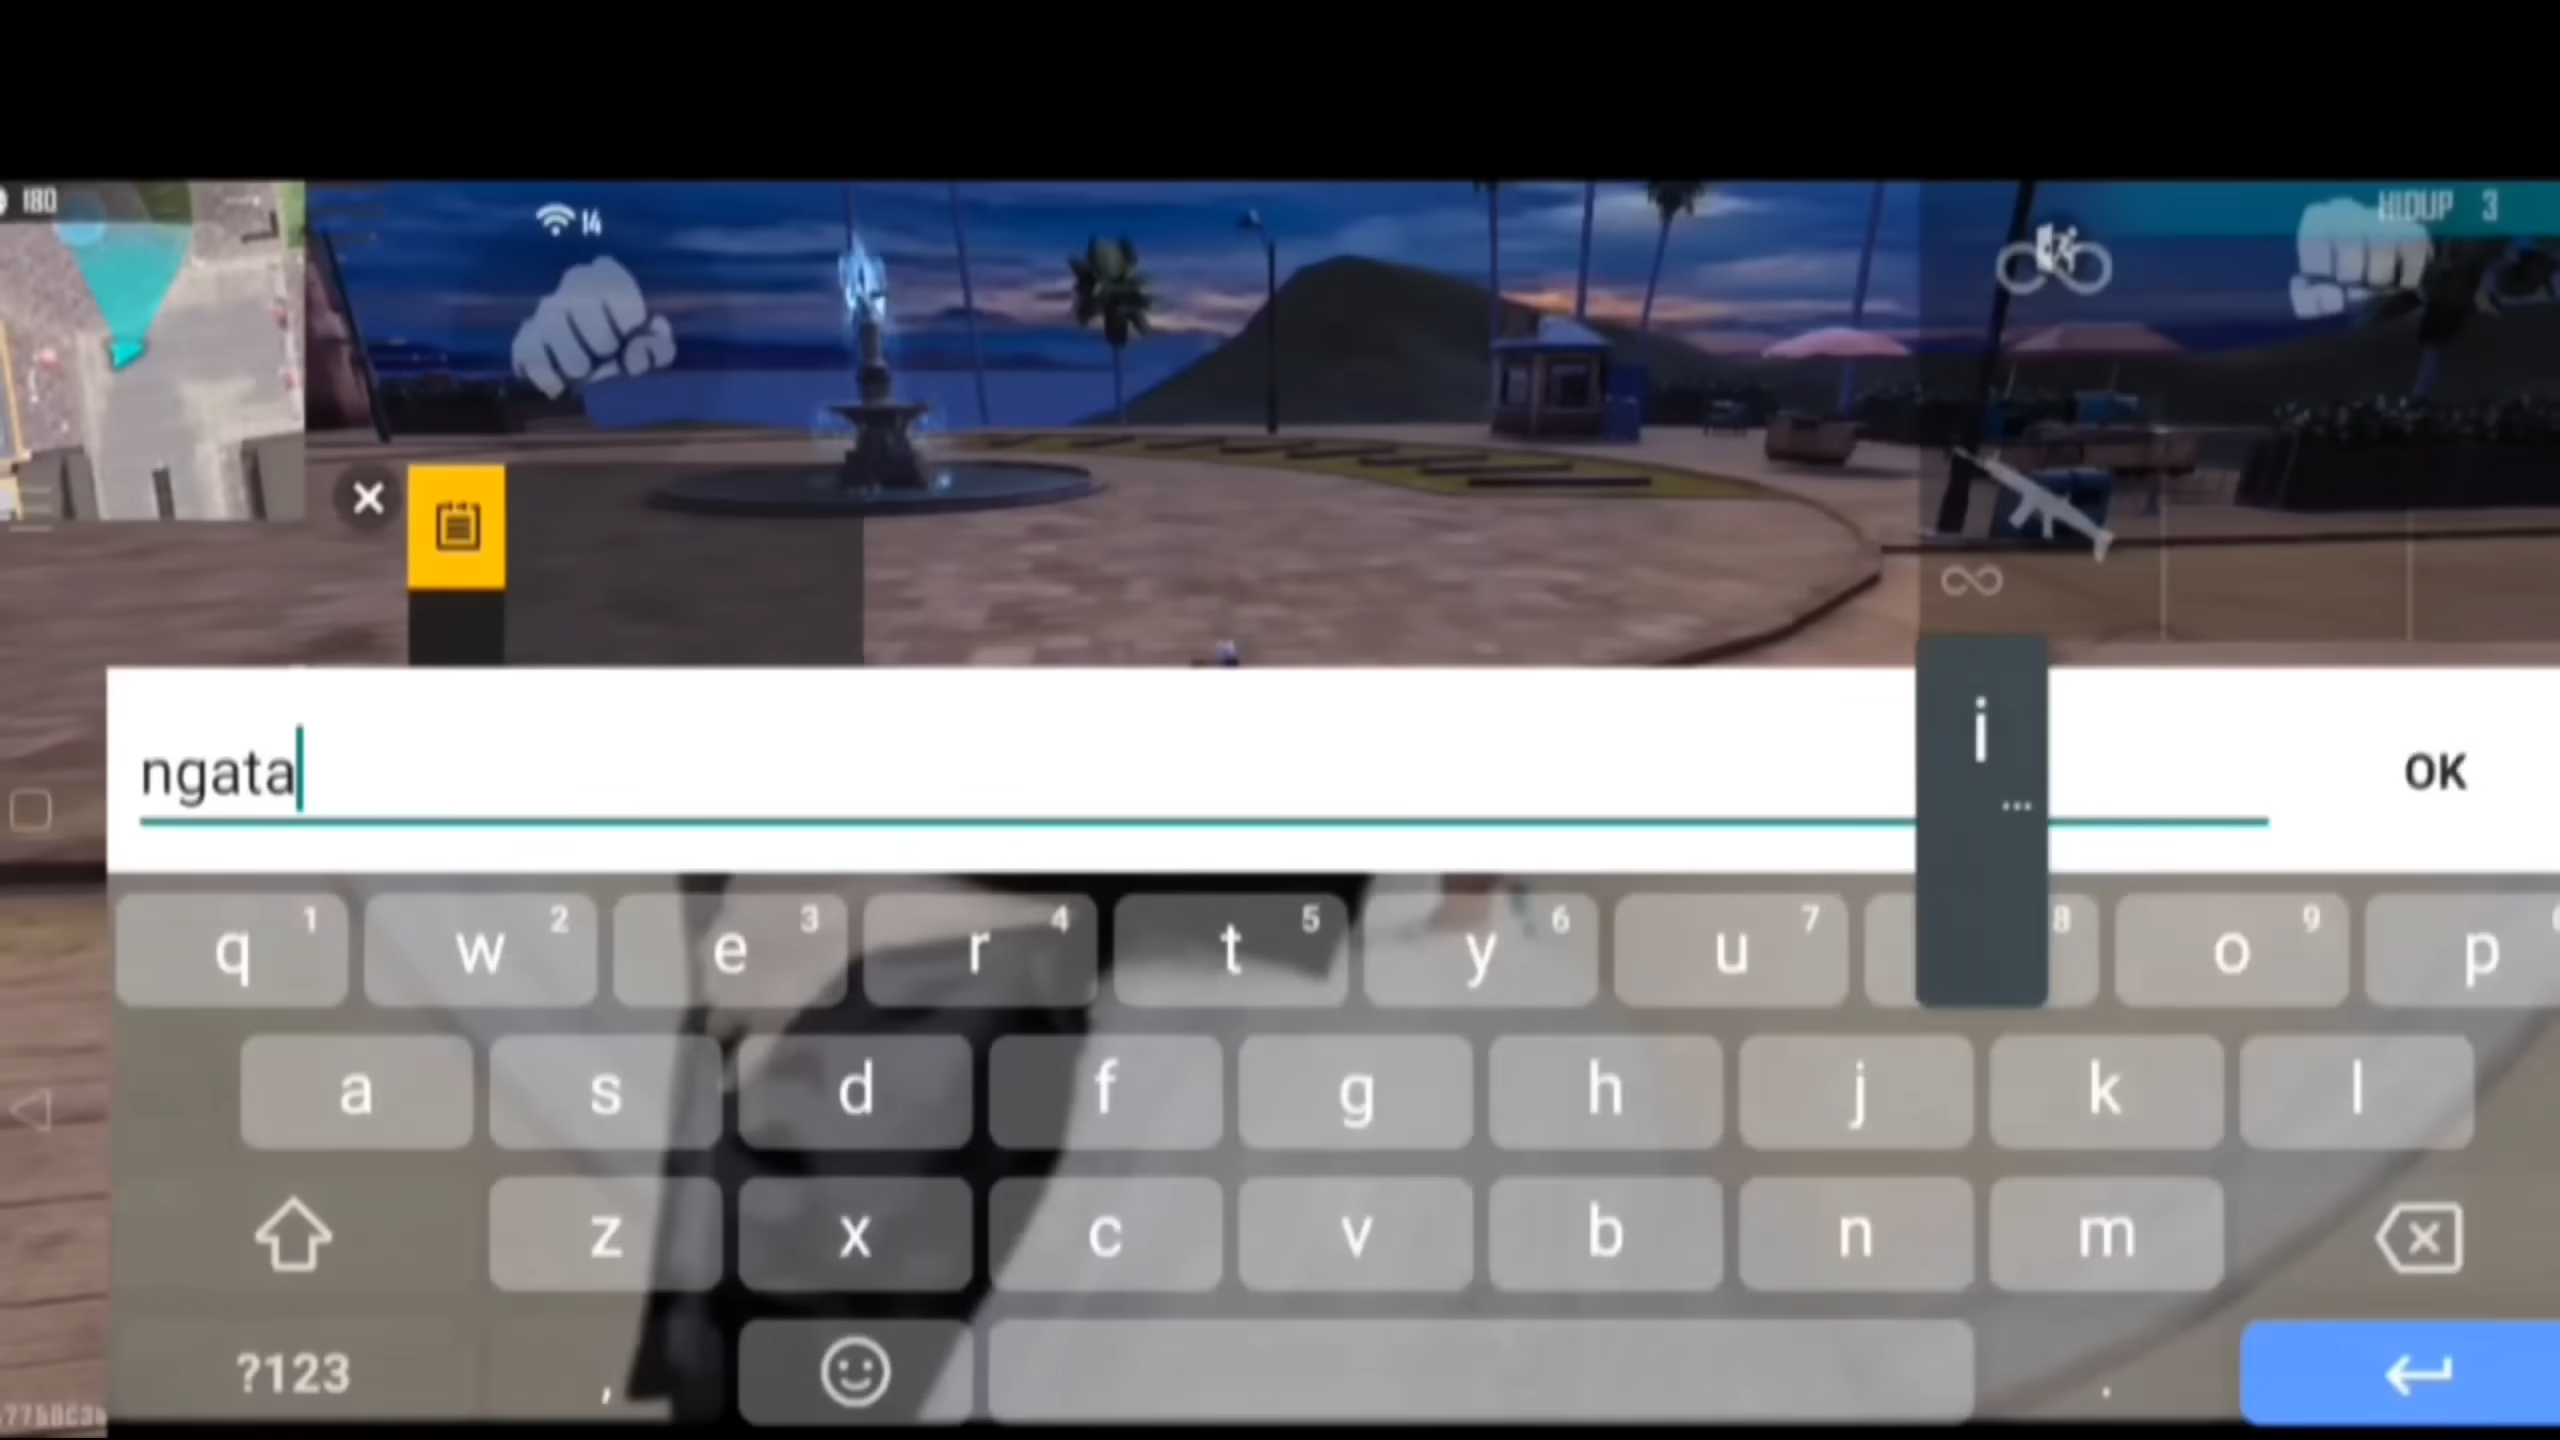 180
14
HIDUP 3
ngata
OK
i
...
q 1 w 2 e 3 r 4 t 5 y 6 u 7 8 o 9 p
a s d f g h j k l
z x c v b n m
?123 , .